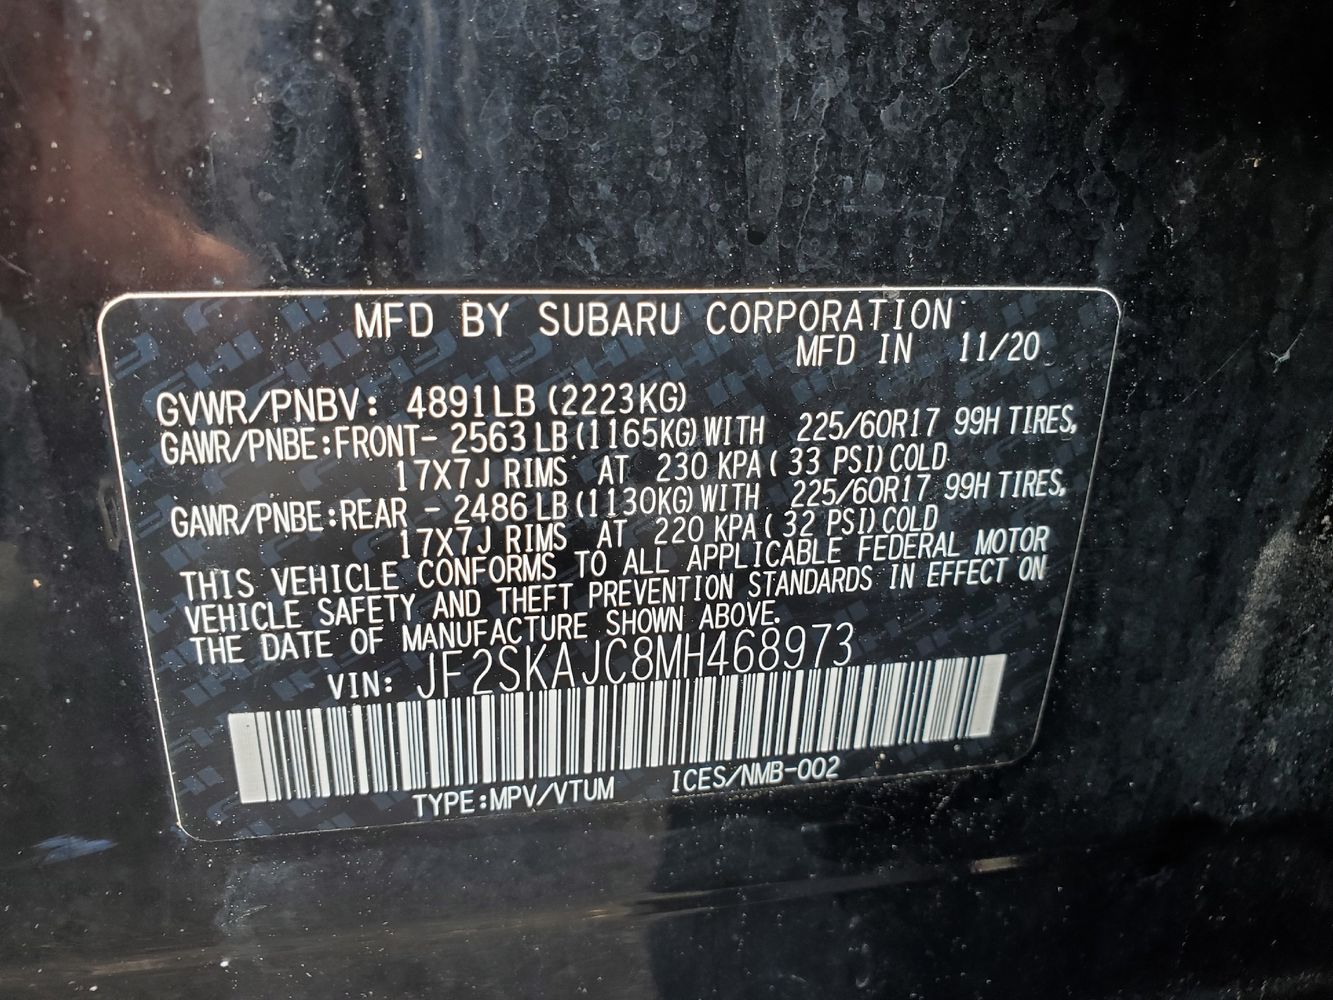 MFD BY SUBARU CORPORATION
MFD IN 11/20
GVWR/PNBV: 4891LB (2223KG)
GAWR/PNBE:FRONT- 2563LB (1165KG) WITH 225/60R17 99H TIRES,
17X7J RIMS AT 230 KPA ( 33 PSI) COLD
GAWR/PNBE:REAR - 2486LB (1130KG) WITH 225/60R17 99H TIRES,
17X7J RIMS AT 220 KPA ( 32 PSI) COLD
THIS VEHICLE CONFORMS TO ALL APPLICABLE FEDERAL MOTOR
VEHICLE SAFETY AND THEFT PREVENTION STANDARDS IN EFFECT ON
THE DATE OF MANUFACTURE SHOWN ABOVE.
VIN: JF2SKAJC8MH468973
TYPE:MPV/VTUM ICES/NMB-002